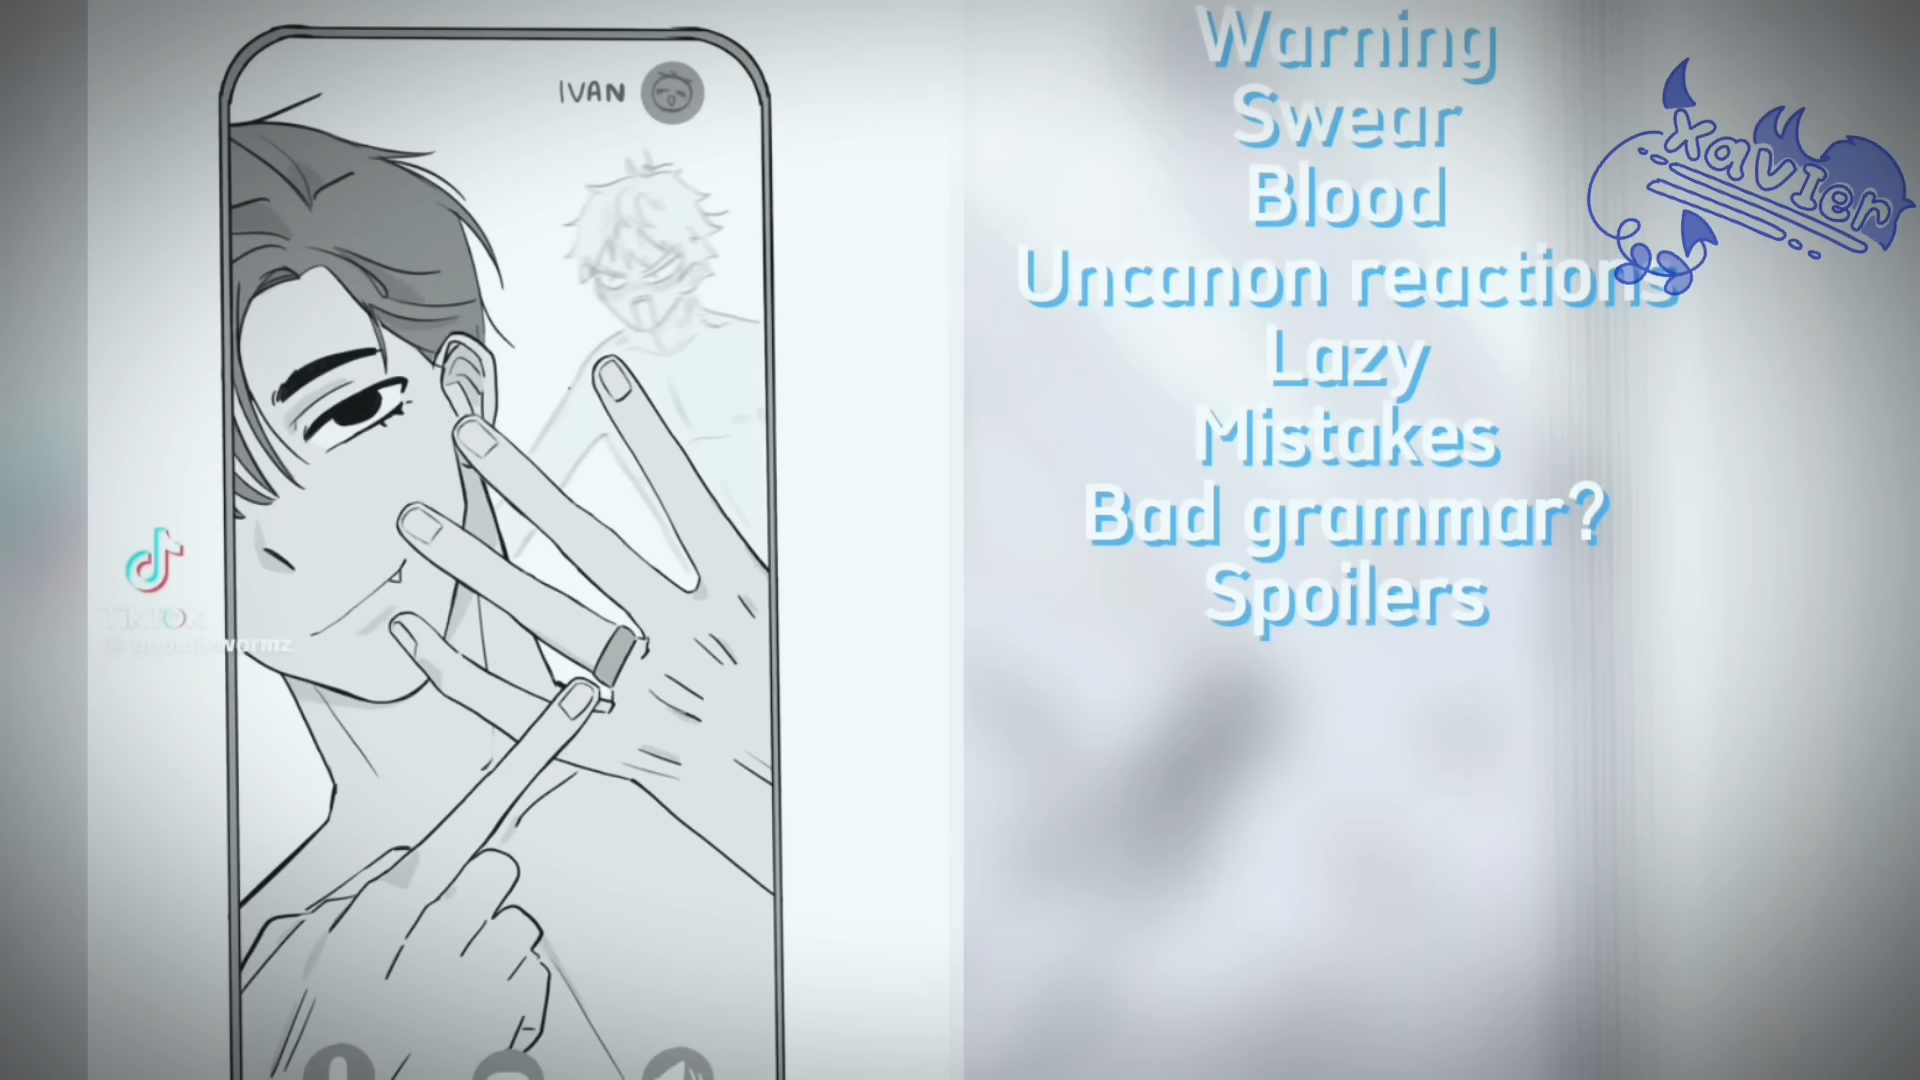 IVAN
Warning
Swear
Blood
Uncanon reactions
Lazy
Mistakes
Bad grammar?
Spoilers
xavIer
TikTok